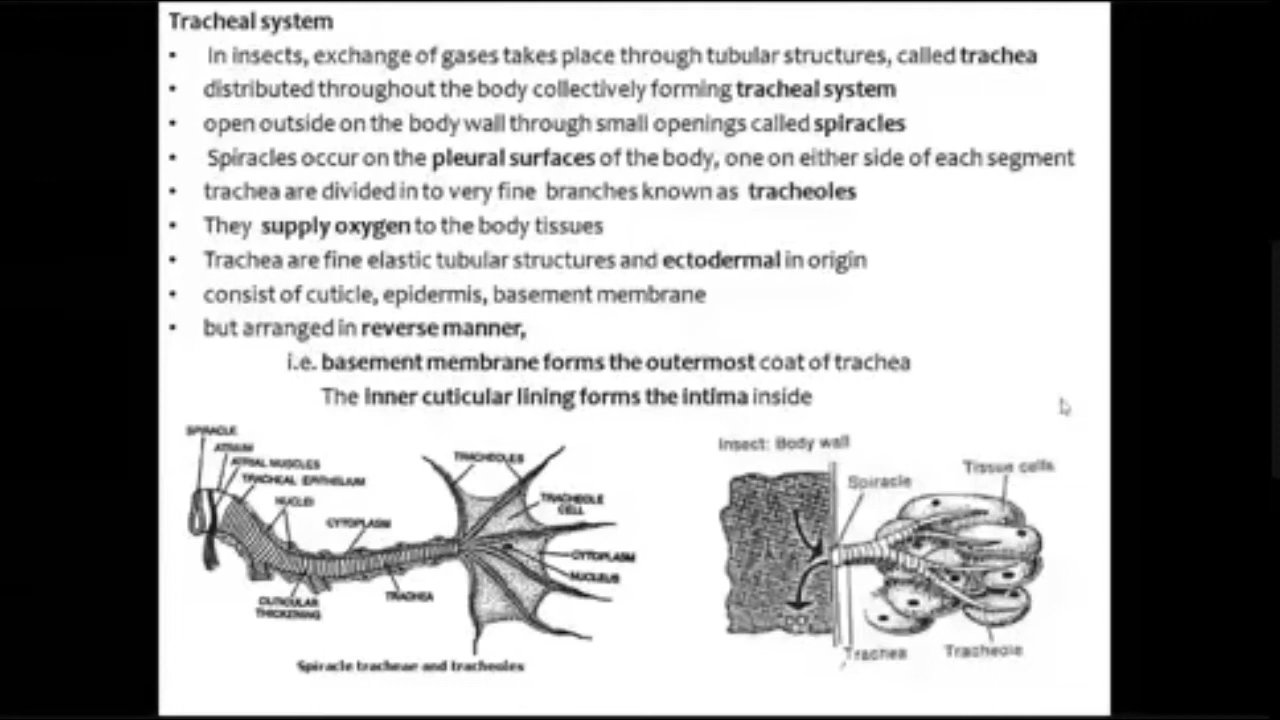 Tracheal system
• In insects, exchange of gases takes place through tubular structures, called trachea
• distributed throughout the body collectively forming tracheal system
• open outside on the body wall through small openings called spiracles
• Spiracles occur on the pleural surfaces of the body, one on either side of each segment
• trachea are divided in to very fine branches known as tracheoles
• They supply oxygen to the body tissues
• Trachea are fine elastic tubular structures and ectodermal in origin
• consist of cuticle, epidermis, basement membrane
• but arranged in reverse manner,
i.e. basement membrane forms the outermost coat of trachea
The inner cuticular lining forms the intima inside
SPIRACLE
ATRIUM
ATRIAL MUSCLES
TRACHEAL EPITHELIUM
NUCLEI
CYTOPLASM
CUTICULAR
THICKENING
TRACHEA
TRACHEOLES
TRACHEOLE
CELL
CYTOPLASM
NUCLEUS
Spiracle tracheae and tracheoles
Insect: Body wall
Spiracle
Tissue cells
Trachea
Tracheole